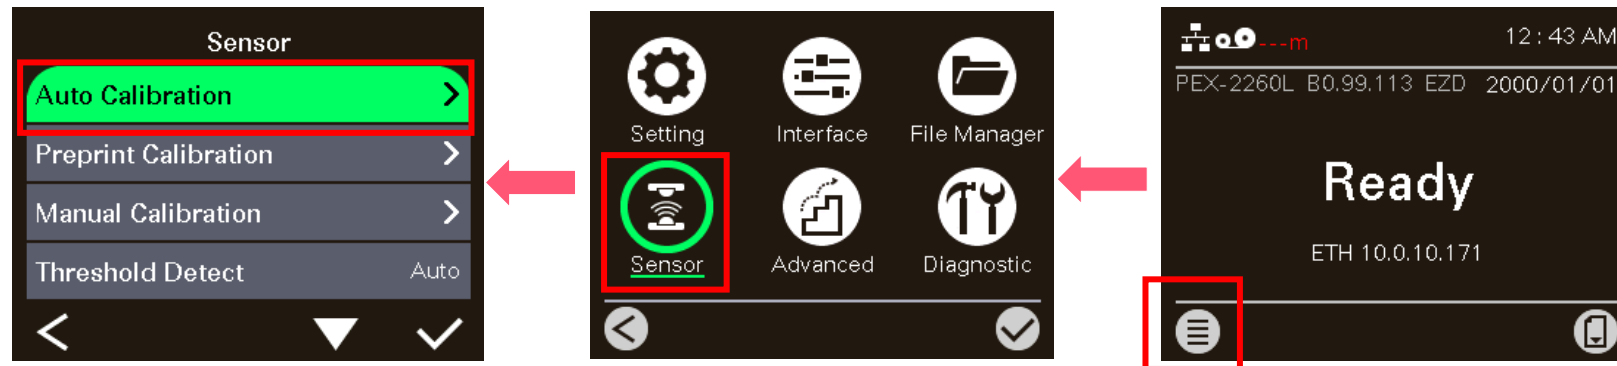 Sensor
Auto Calibration
Preprint Calibration
Manual Calibration
Threshold Detect Auto
Setting Interface File Manager
Sensor Advanced Diagnostic
---m 12:43 AM
PEX-2260L B0.99.113 EZD 2000/01/01
Ready
ETH 10.0.10.171